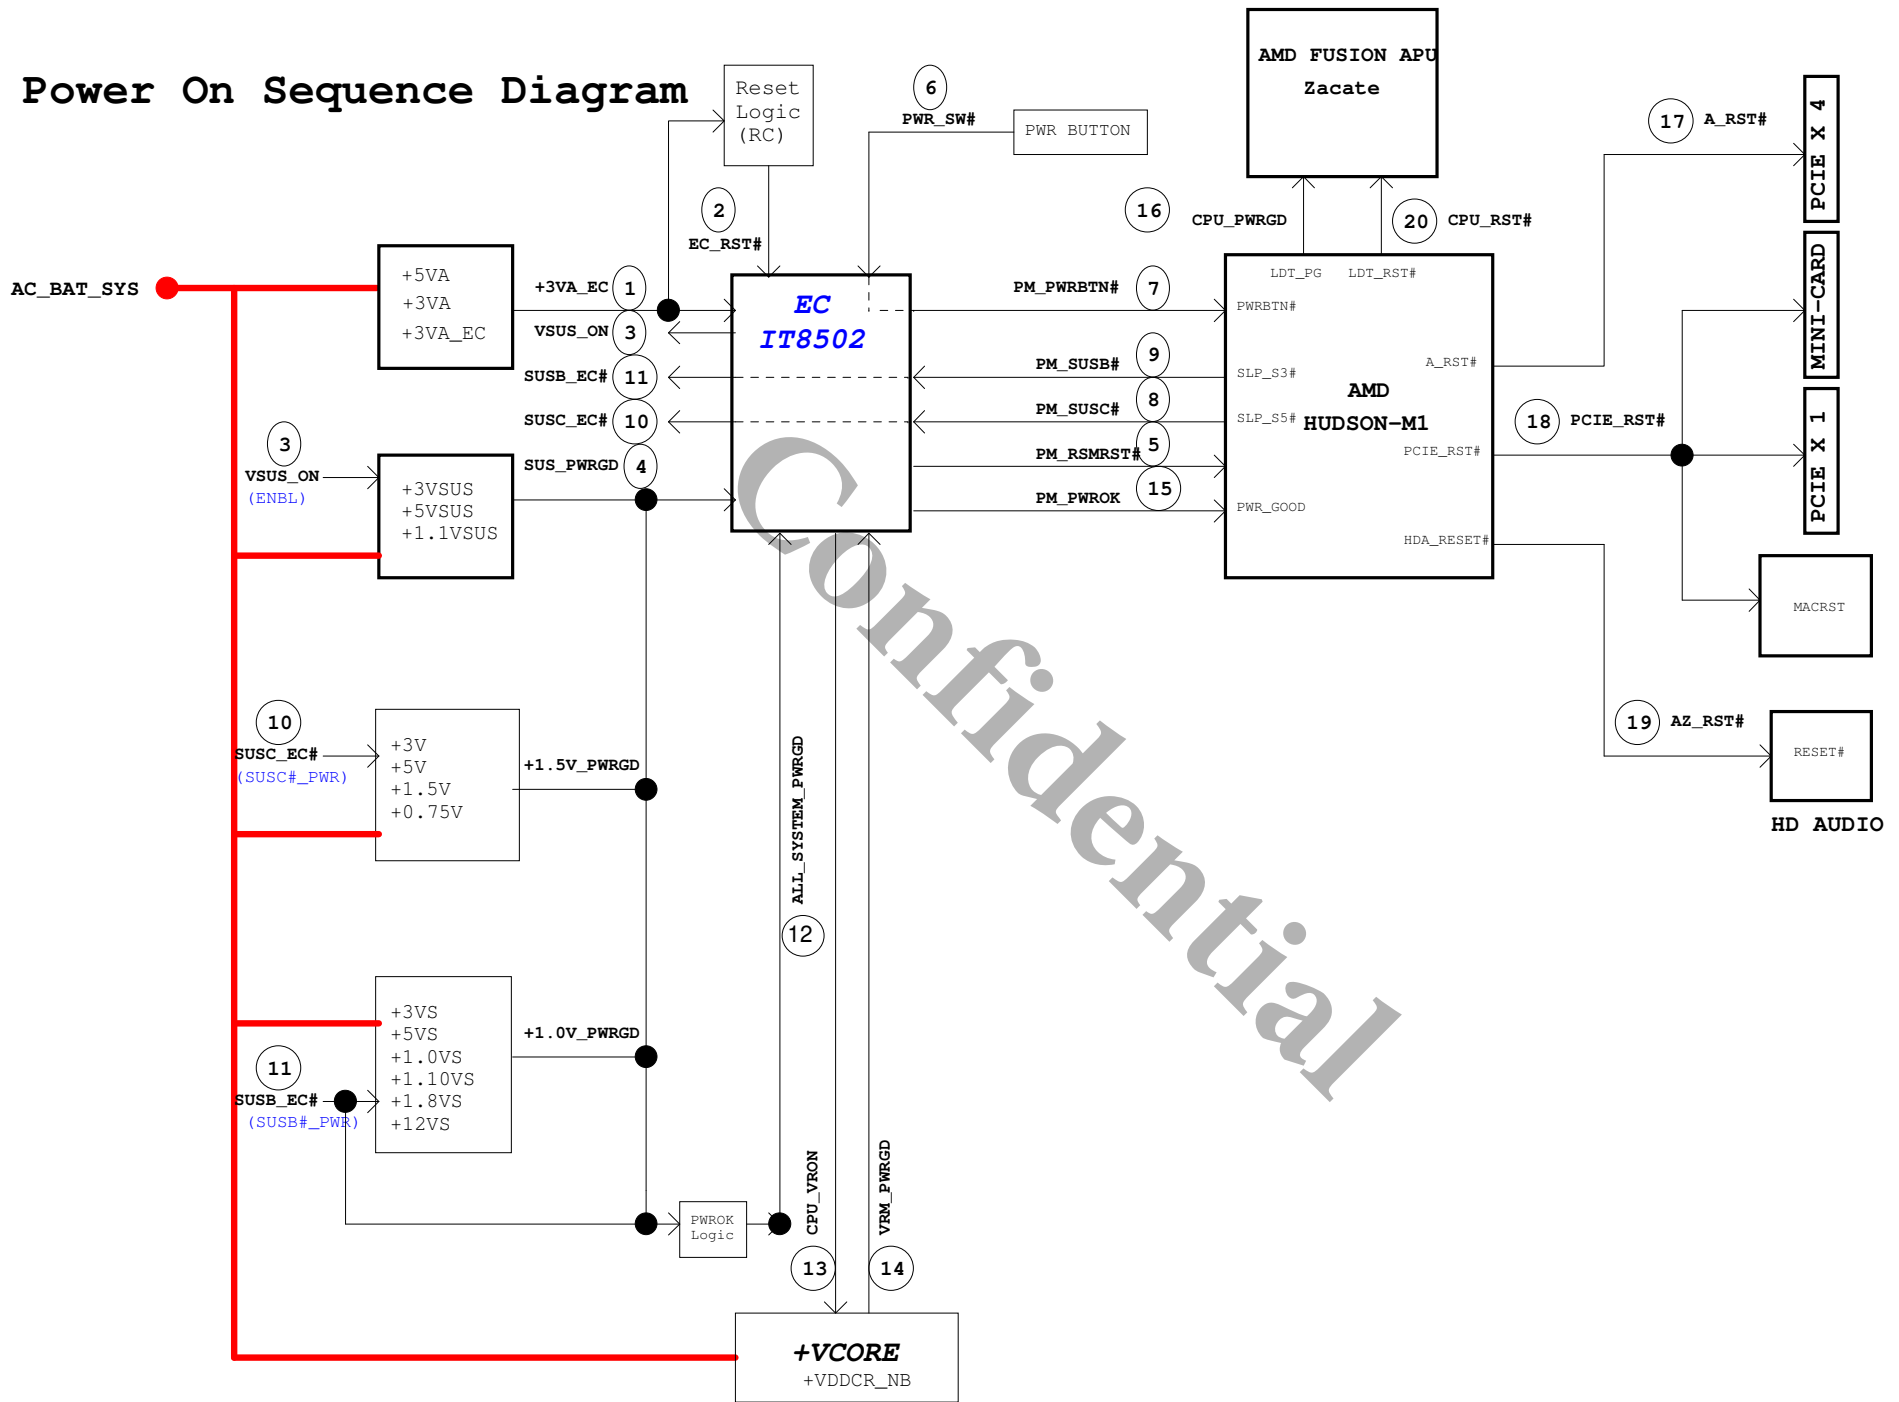 Power On Sequence Diagram
Reset
Logic
(RC)
6
PWR_SW#
PWR BUTTON
AMD FUSION APU
Zacate
17
A_RST#
PCIE X 4
2
EC_RST#
16
CPU_PWRGD
20
CPU_RST#
MINI-CARD
AC_BAT_SYS
+5VA
+3VA
+3VA_EC
+3VA_EC
1
VSUS_ON
3
SUSB_EC#
11
SUSC_EC#
10
SUS_PWRGD
4
EC
IT8502
PM_PWRBTN#
7
PM_SUSB#
9
PM_SUSC#
8
PM_RSMRST#
5
PM_PWROK
15
LDT_PG
LDT_RST#
PWRBTN#
SLP_S3#
SLP_S5#
PWR_GOOD
A_RST#
AMD
HUDSON-M1
PCIE_RST#
HDA_RESET#
18
PCIE_RST#
PCIE X 1
MACRST
19
AZ_RST#
RESET#
HD AUDIO
3
VSUS_ON
(ENBL)
+3VSUS
+5VSUS
+1.1VSUS
10
SUSC_EC#
(SUSC#_PWR)
+3V
+5V
+1.5V
+0.75V
+1.5V_PWRGD
ALL_SYSTEM_PWRGD
12
11
SUSB_EC#
(SUSB#_PWR)
+3VS
+5VS
+1.0VS
+1.10VS
+1.8VS
+12VS
+1.0V_PWRGD
PWROK
Logic
CPU_VRON
13
VRM_PWRGD
14
+VCORE
+VDDCR_NB
Confidential